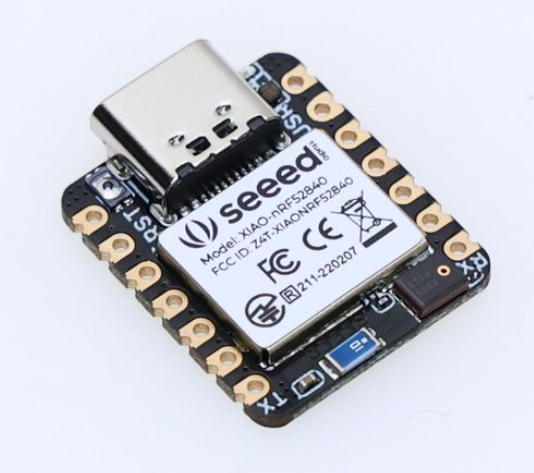 USR
RST
seeed
studio
Model: XIAO-nRF52840
FCC ID: Z4T-XIAONRF52840
FC CE
R 211-220207
RX
TX